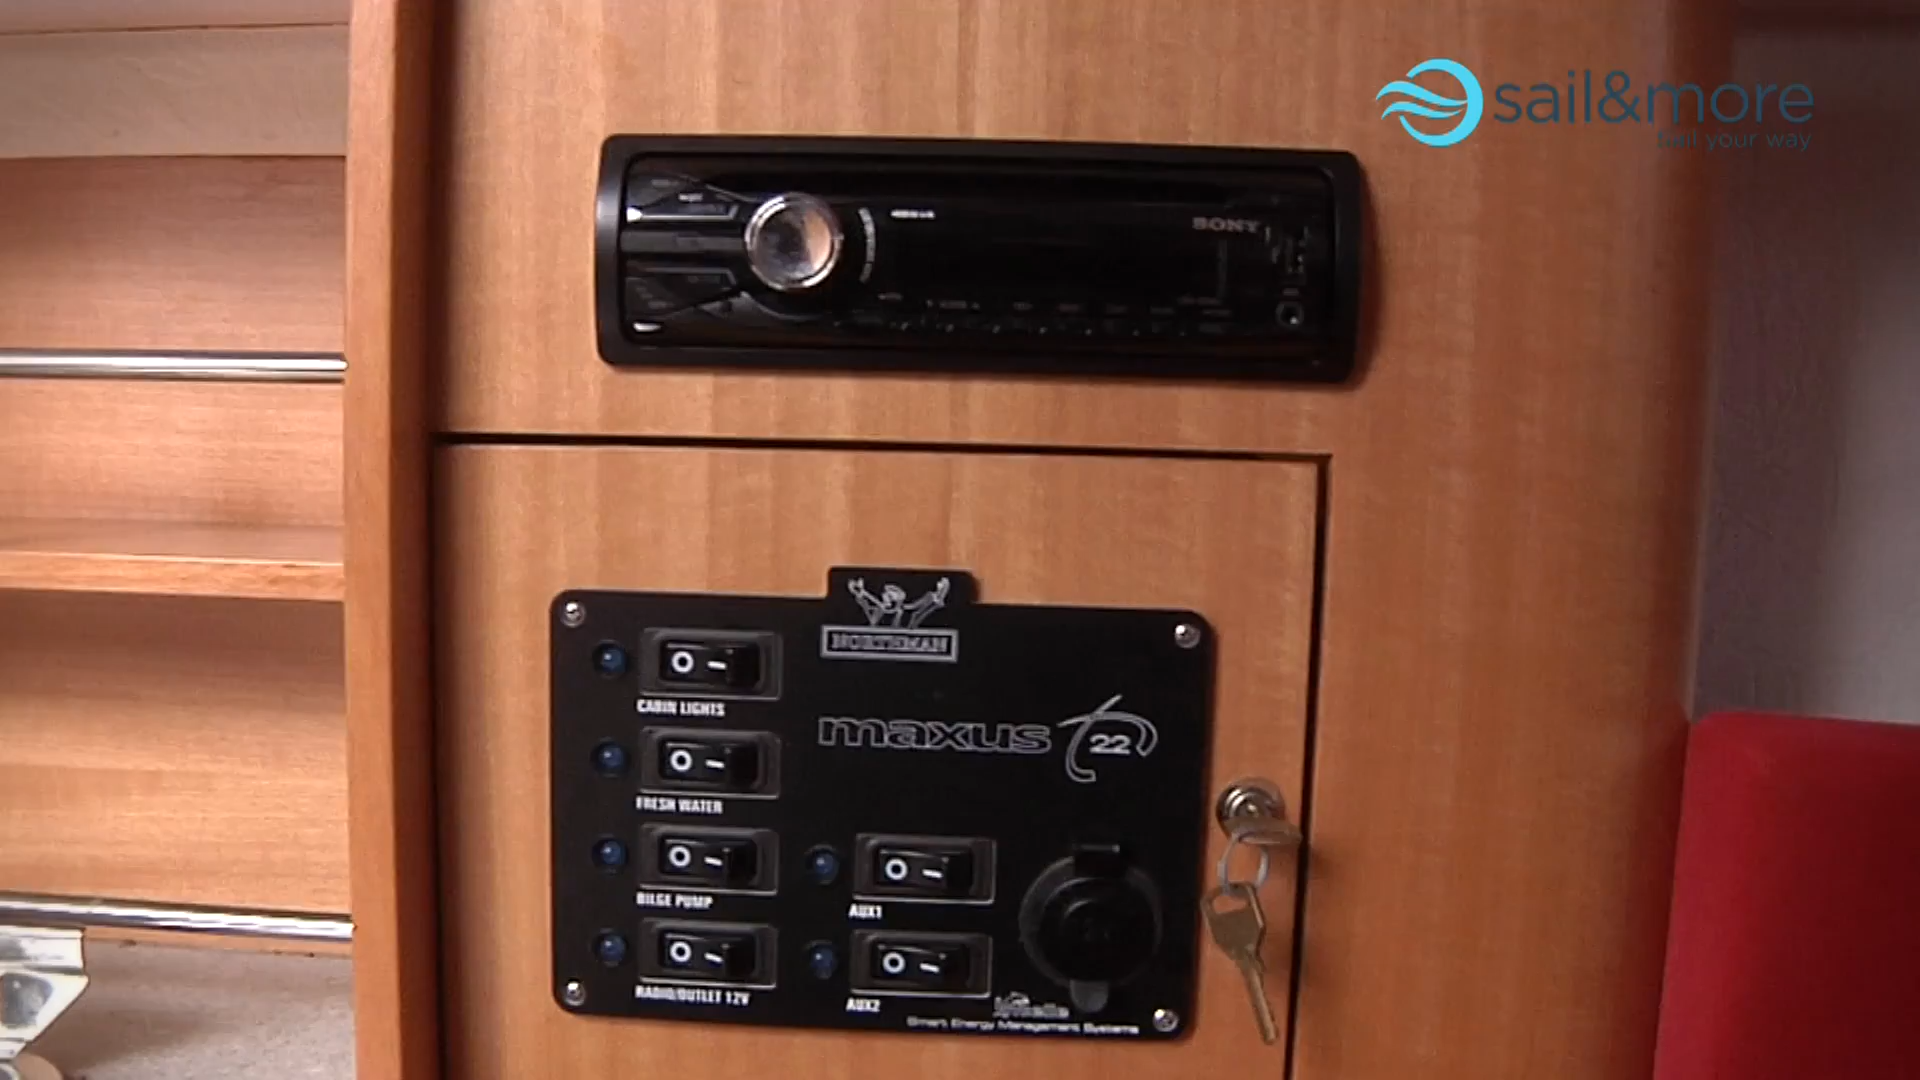 sail&more
sail your way
SONY
NORTHMAN
maxus 22
CABIN LIGHTS
FRESH WATER
BILGE PUMP
AUX1
RADIO/OUTLET 12V
AUX2
Smart Energy Management Systems